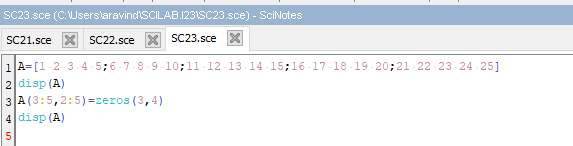 SC23.sce (C:\Users\aravind\SCILAB I23\SC23.sce) - SciNotes
SC21.sce SC22.sce SC23.sce
1 A=[1 2 3 4 5;6 7 8 9 10;11 12 13 14 15;16 17 18 19 20;21 22 23 24 25]
2 disp(A)
3 A(3:5,2:5)=zeros(3,4)
4 disp(A)
5